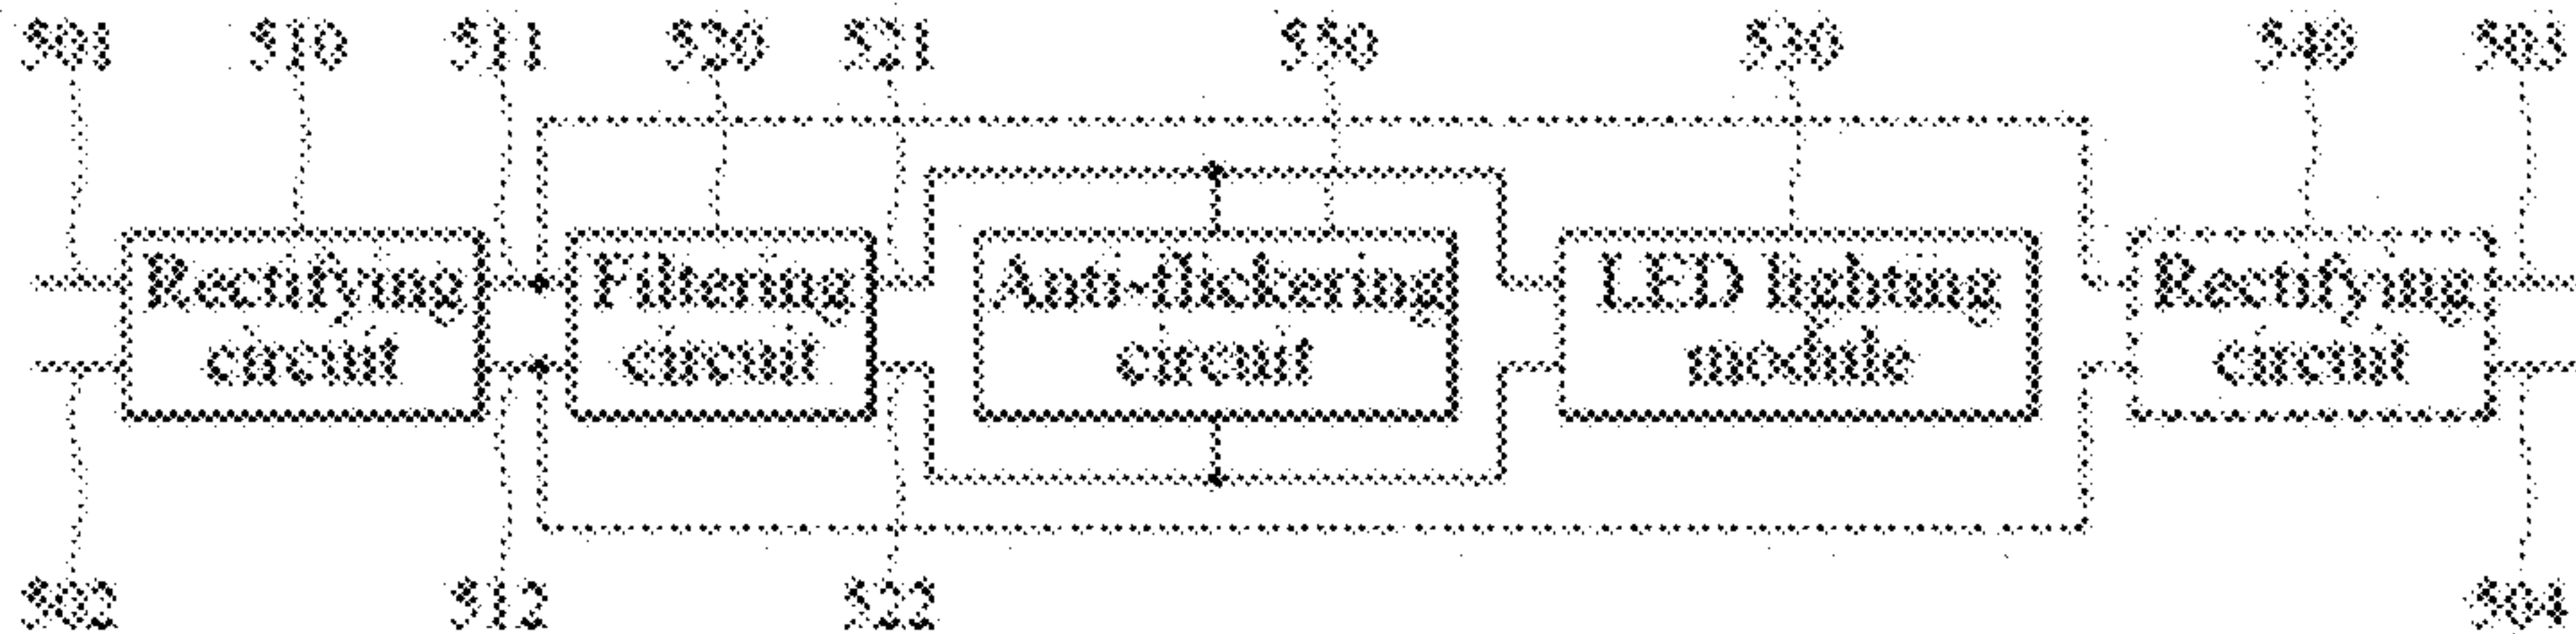 501 510 511 520 521 550 530 540 503
Rectifying circuit
Filtering circuit
Anti-flickering circuit
LED lighting module
Rectifying circuit
502 512 522 504